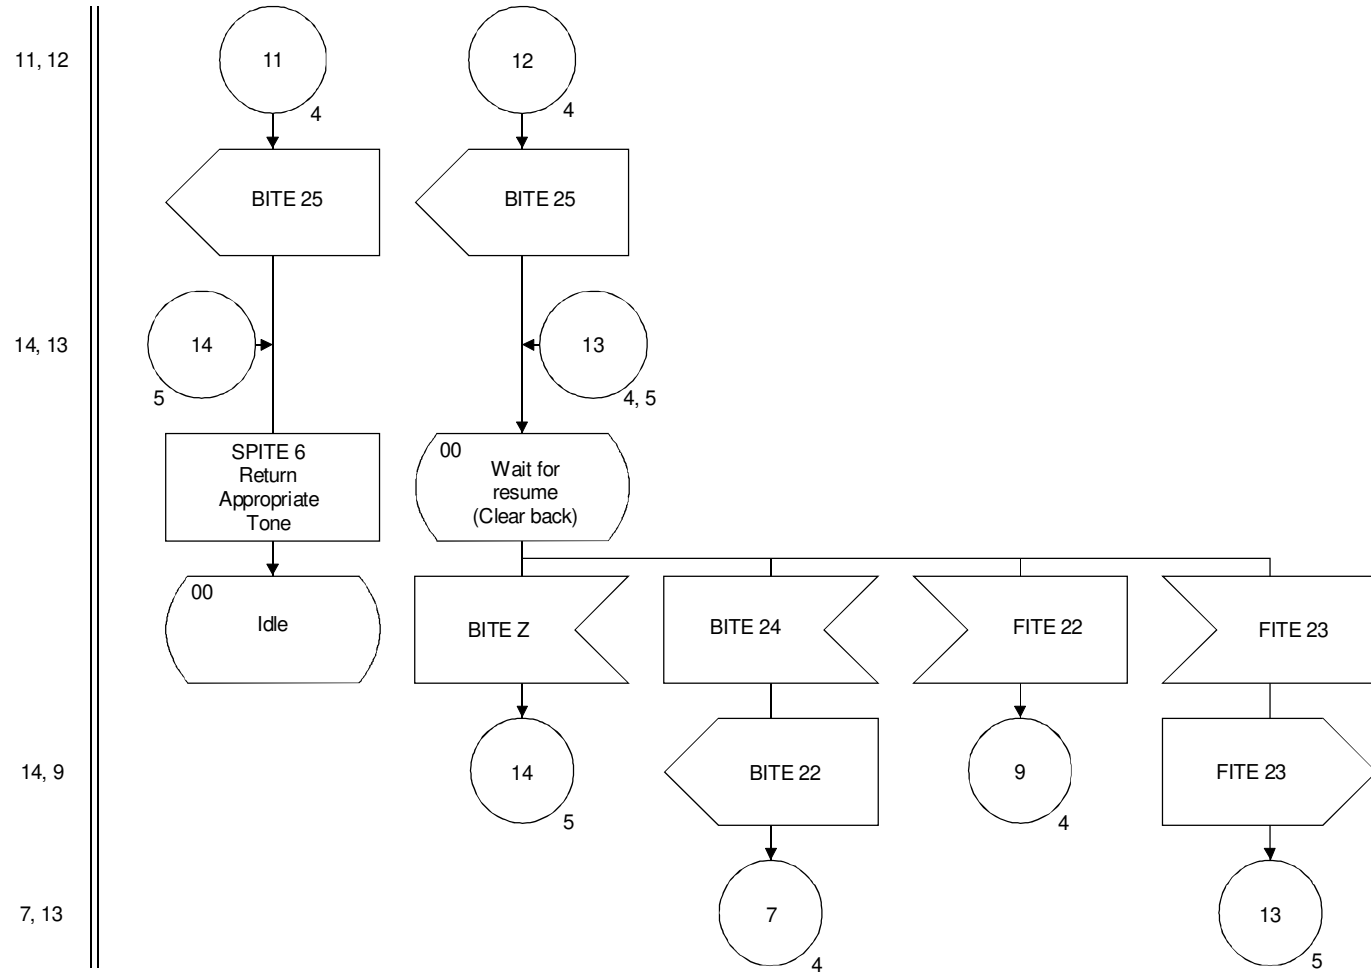 11, 12
11
12
4
4
BITE 25
BITE 25
14, 13
14
13
5
4, 5
SPITE 6
Return
Appropriate
Tone
00
Wait for
resume
(Clear back)
00
Idle
BITE Z
BITE 24
FITE 22
FITE 23
14, 9
14
BITE 22
9
FITE 23
5
4
7, 13
7
13
4
5